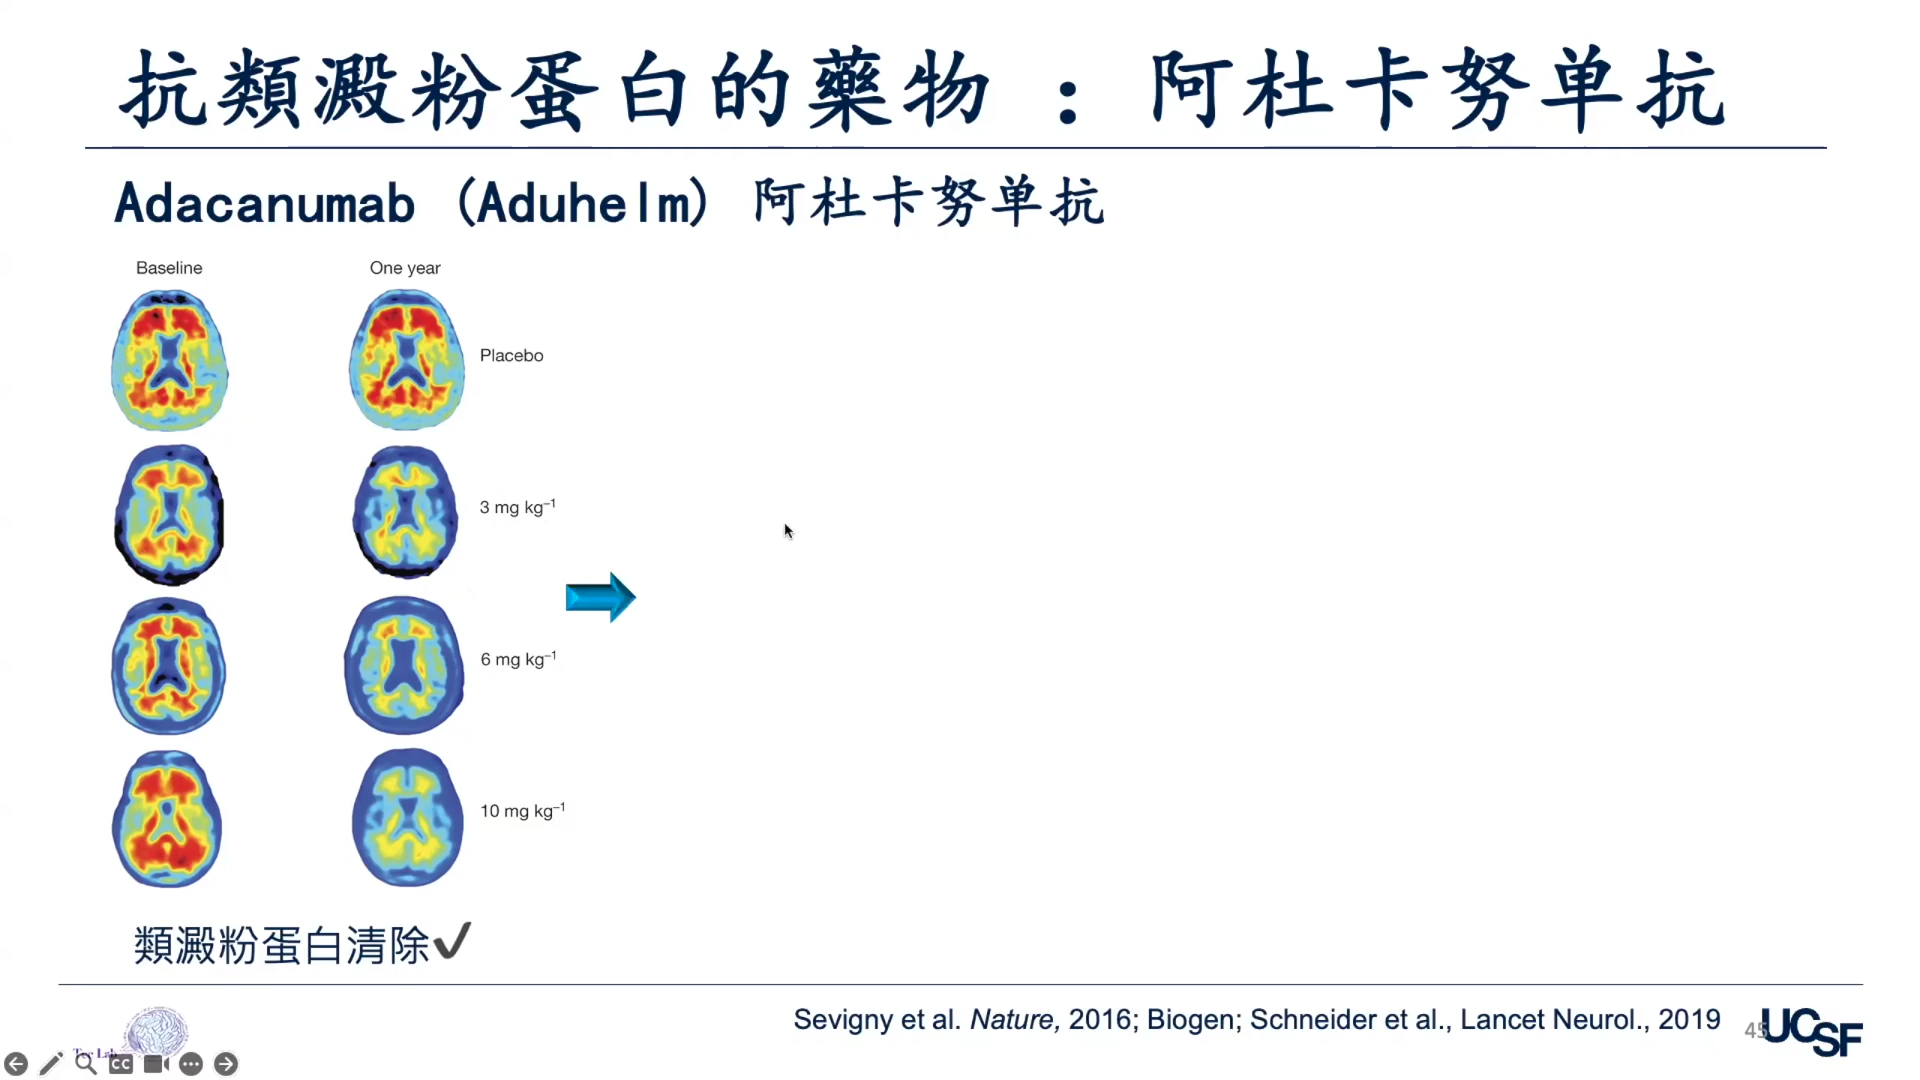 抗類澱粉蛋白的藥物 ：阿杜卡努单抗
Adacanumab (Aduhelm) 阿杜卡努单抗
Baseline One year
Placebo
3 mg kg⁻¹
6 mg kg⁻¹
10 mg kg⁻¹
類澱粉蛋白清除✔
Sevigny et al. Nature, 2016; Biogen; Schneider et al., Lancet Neurol., 2019
45
UCSF
CC